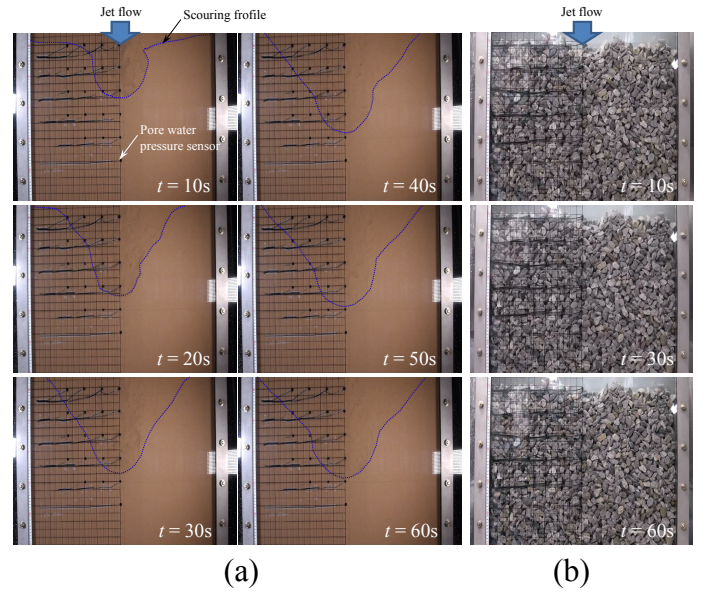 Jet flow
Scouring frofile
Jet flow
Pore water
pressure sensor
t = 10s
t = 40s
t = 10s
t = 20s
t = 50s
t = 30s
t = 30s
t = 60s
t = 60s
(a)
(b)